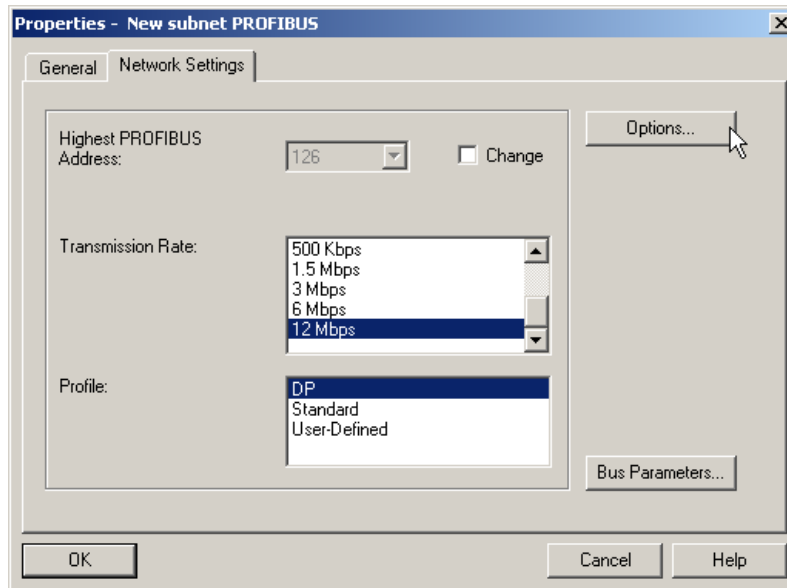 Properties - New subnet PROFIBUS
General
Network Settings
Highest PROFIBUS
Address:
126
Change
Options...
Transmission Rate:
500 Kbps
1.5 Mbps
3 Mbps
6 Mbps
12 Mbps
Profile:
DP
Standard
User-Defined
Bus Parameters...
OK
Cancel
Help